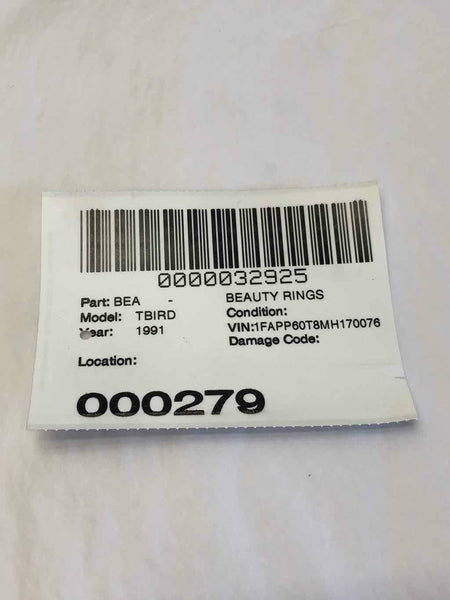 0000032925
Part: BEA - BEAUTY RINGS
Model: TBIRD Condition:
Year: 1991 VIN:1FAPP60T8MH170076
Damage Code:
Location:
000279